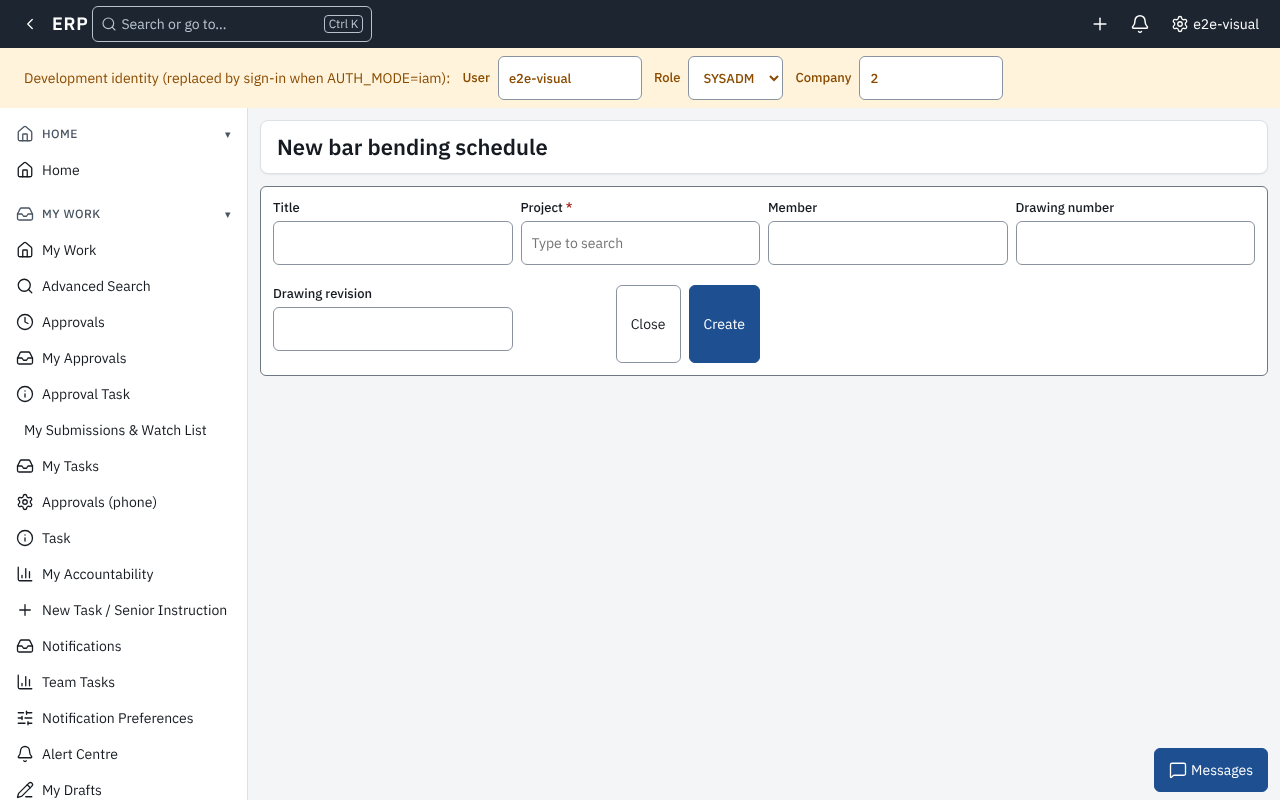 ERP
Search or go to...
Ctrl K
e2e-visual
Development identity (replaced by sign-in when AUTH_MODE=iam): User e2e-visual Role SYSADM Company 2
HOME
Home
MY WORK
My Work
Advanced Search
Approvals
My Approvals
Approval Task
My Submissions & Watch List
My Tasks
Approvals (phone)
Task
My Accountability
New Task / Senior Instruction
Notifications
Team Tasks
Notification Preferences
Alert Centre
My Drafts
New bar bending schedule
Title
Project *
Type to search
Member
Drawing number
Drawing revision
Close
Create
Messages